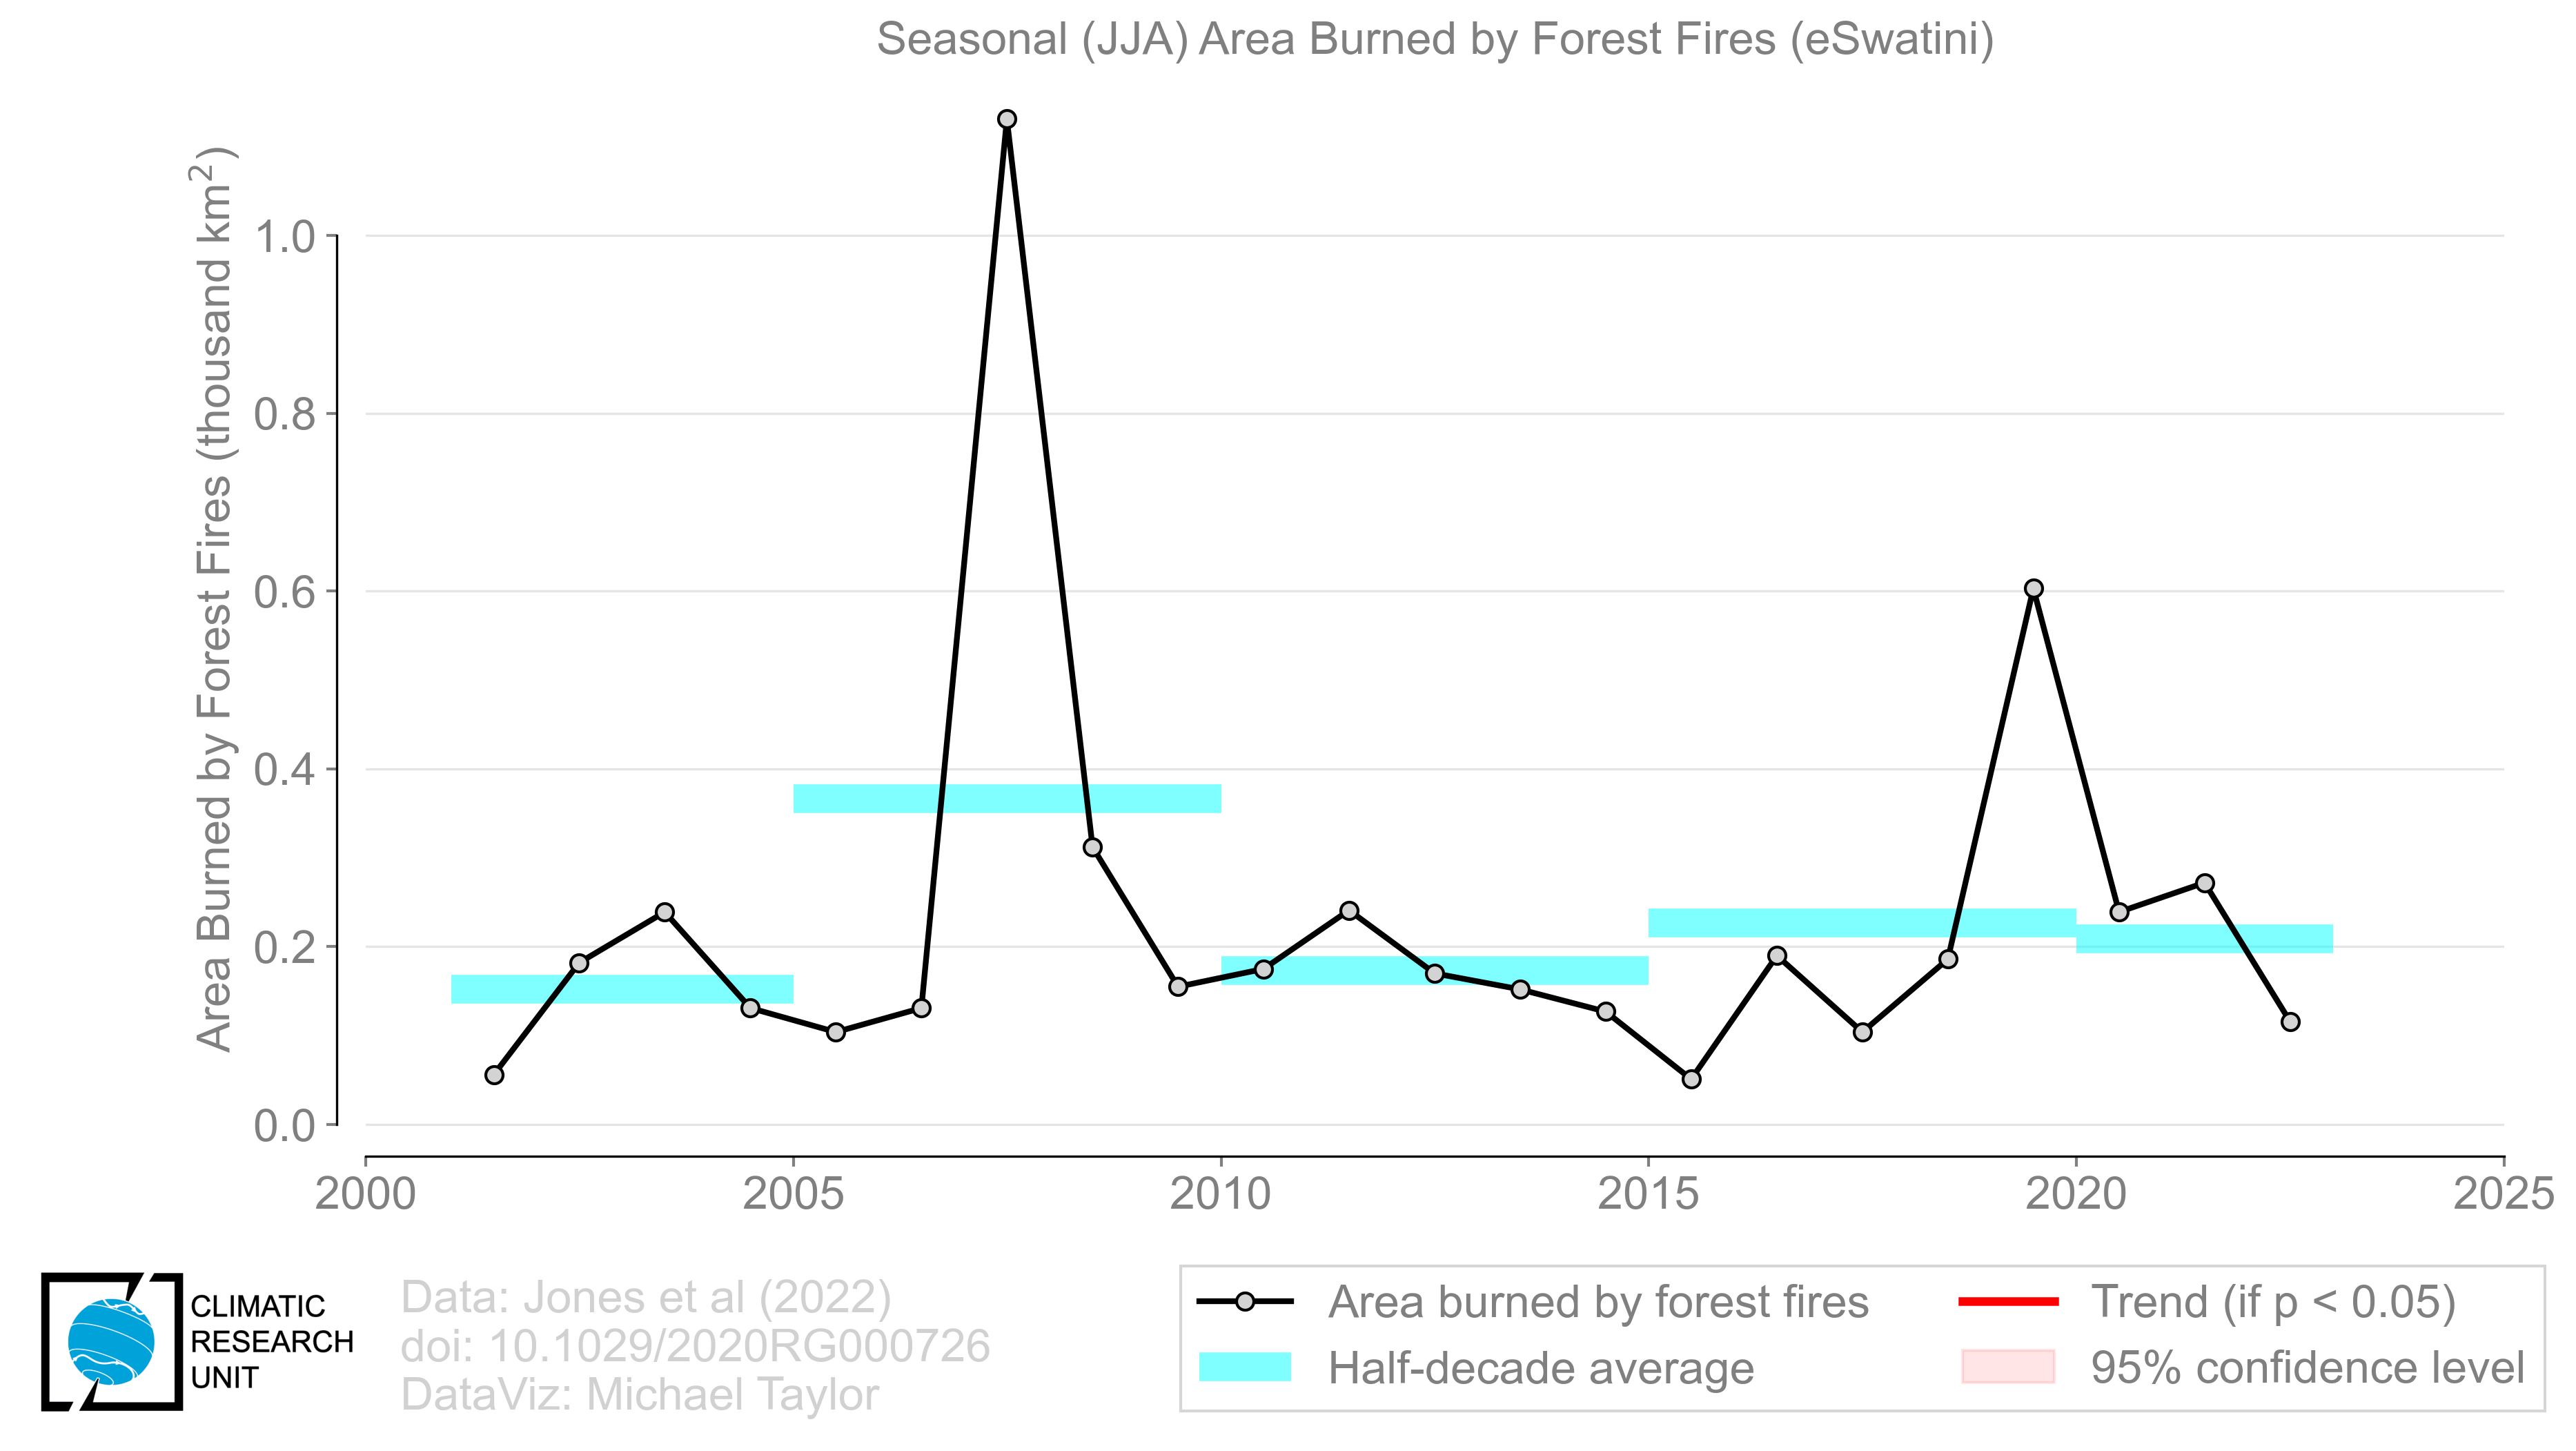 Seasonal (JJA) Area Burned by Forest Fires (eSwatini)
Area Burned by Forest Fires (thousand km²)
1.0
0.8
0.6
0.4
0.2
0.0
2000 2005 2010 2015 2020 2025
CLIMATIC
RESEARCH
UNIT
Data: Jones et al (2022)
doi: 10.1029/2020RG000726
DataViz: Michael Taylor
Area burned by forest fires
Half-decade average
Trend (if p < 0.05)
95% confidence level